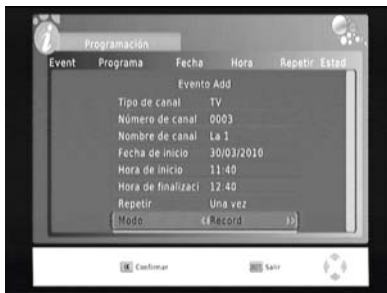 Programación
Event Programa Fecha Hora Repetir Estad
Evento Add
Tipo de canal TV
Número de canal 0003
Nombre de canal La 1
Fecha de inicio 30/03/2010
Hora de inicio 11:40
Hora de finalizaci 12:40
Repetir Una vez
Modo Record
OK Confirmar EXIT Salir